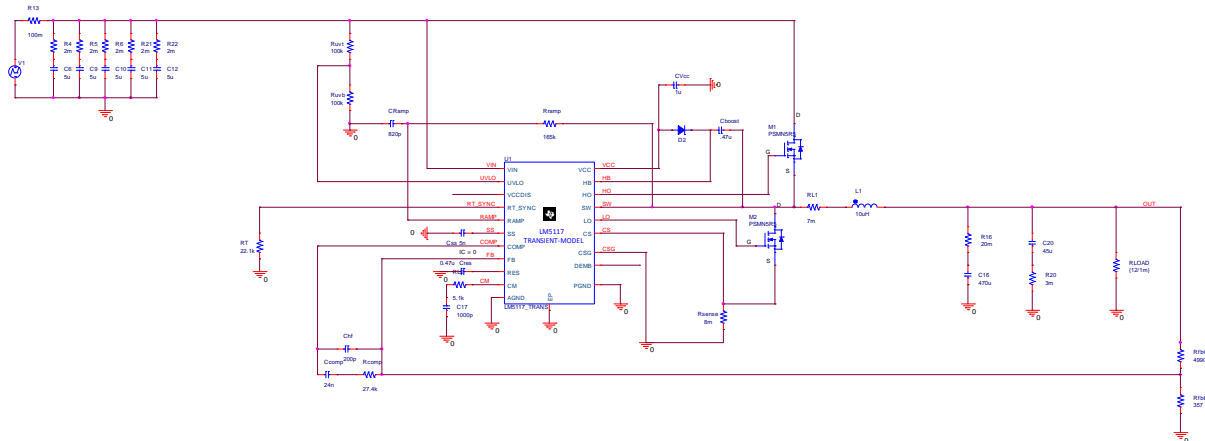 R13
100m
V1
R4
2m
R5
2m
R6
2m
R21
2m
R22
2m
C6
5u
C9
5u
C10
5u
C11
5u
C12
5u
0
Ruvt
100k
Ruvb
100k
0
CRamp
820p
Rramp
165k
CVcc
1u
0
D2
Cboost
.47u
M1
D
G
S
U1
VIN
UVLO
RT_SYNC
RAMP
SS
COMP
FB
CM
VIN
UVLO
VCCDIS
RT_SYNC
RAMP
SS
COMP
FB
RES
CM
AGND
LM5117
TRANSIENT-MODEL
EP
VCC
HB
HO
SW
LO
CS
CSG
DEMB
PGND
VCC
HB
HO
SW
LO
CS
CSG
LM5117_TRANS
0
Css 5n
IC = 0
0.47u Cres
0
5.1k
C17
1000p
0
0
0
0
RT
22.1k
0
M2
D
G
S
Rsense
8m
0
RL1
7m
L1
10uH
OUT
R16
20m
C16
470u
0
C20
45u
R20
3m
0
RLOAD
{12/1m}
0
Chf
200p
Ccomp
24n
Rcomp
27.4k
4990
357
0